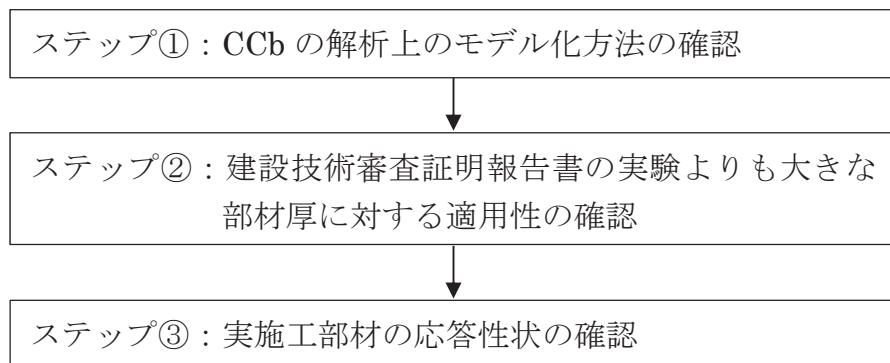 ステップ①：CCb の解析上のモデル化方法の確認
ステップ②：建設技術審査証明報告書の実験よりも大きな
部材厚に対する適用性の確認
ステップ③：実施工部材の応答性状の確認